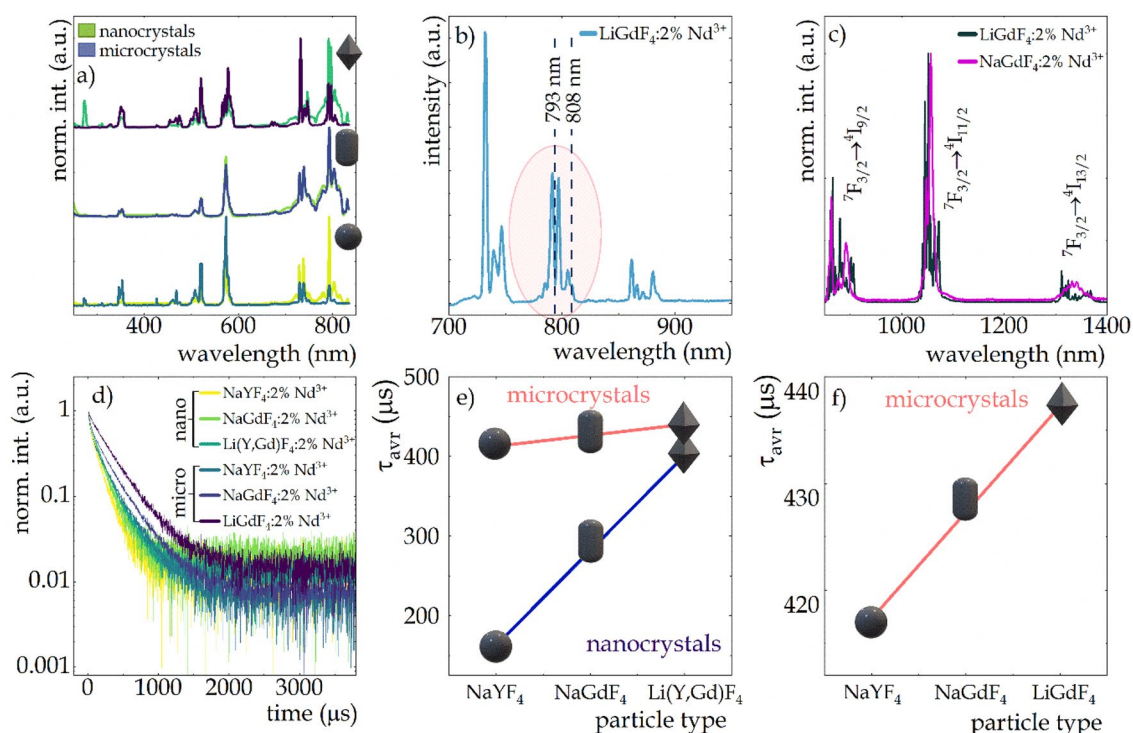 nanocrystals
microcrystals
a)
norm. int. (a.u.)
400 600 800
wavelength (nm)
b)
LiGdF₄:2% Nd³⁺
793 nm
808 nm
intensity (a.u.)
700 800 900
wavelength (nm)
c)
LiGdF₄:2% Nd³⁺
NaGdF₄:2% Nd³⁺
⁷F₃/₂→⁴I₉/₂
⁷F₃/₂→⁴I₁₁/₂
⁷F₃/₂→⁴I₁₃/₂
norm. int. (a.u.)
1000 1200 1400
wavelength (nm)
d)
nano
NaYF₄:2% Nd³⁺
NaGdF₄:2% Nd³⁺
Li(Y,Gd)F₄:2% Nd³⁺
micro
NaYF₄:2% Nd³⁺
NaGdF₄:2% Nd³⁺
LiGdF₄:2% Nd³⁺
norm. int. (a.u.)
1
0.1
0.01
0.001
0 1000 2000 3000
time (µs)
e)
microcrystals
nanocrystals
τavr (µs)
500
400
300
200
NaYF₄ NaGdF₄ Li(Y,Gd)F₄
particle type
f)
microcrystals
τavr (µs)
440
430
420
NaYF₄ NaGdF₄ LiGdF₄
particle type